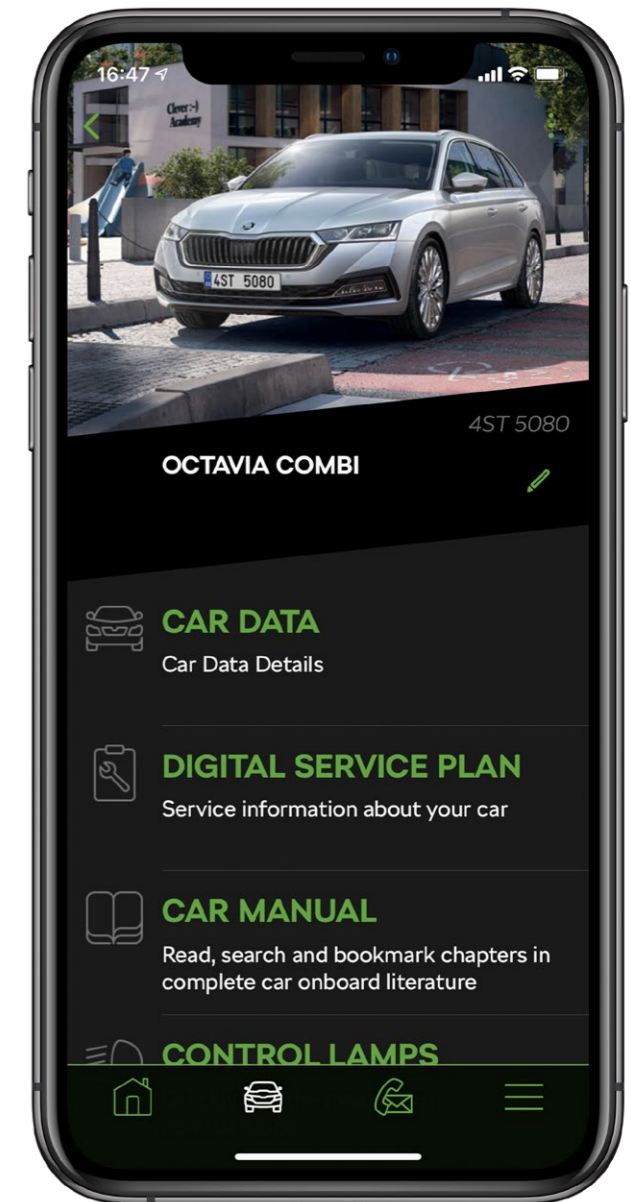 16:47
Clever :-)
Academy
4ST 5080
4ST 5080
OCTAVIA COMBI
CAR DATA
Car Data Details
DIGITAL SERVICE PLAN
Service information about your car
CAR MANUAL
Read, search and bookmark chapters in
complete car onboard literature
CONTROL LAMPS